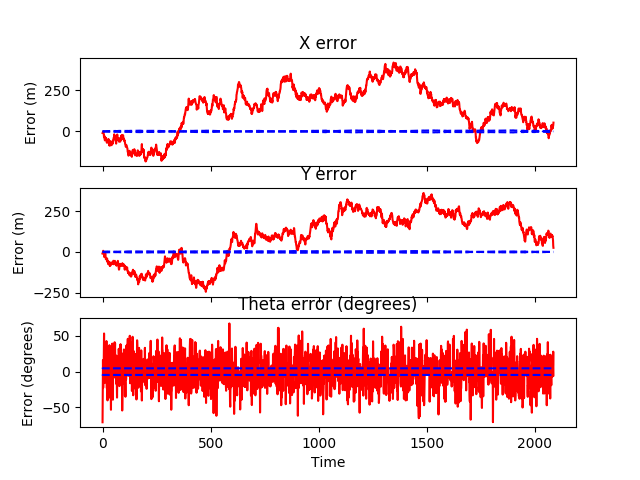 X error
Error (m)
250
0
Y error
Error (m)
250
0
−250
Theta error (degrees)
Error (degrees)
50
0
−50
0 500 1000 1500 2000
Time